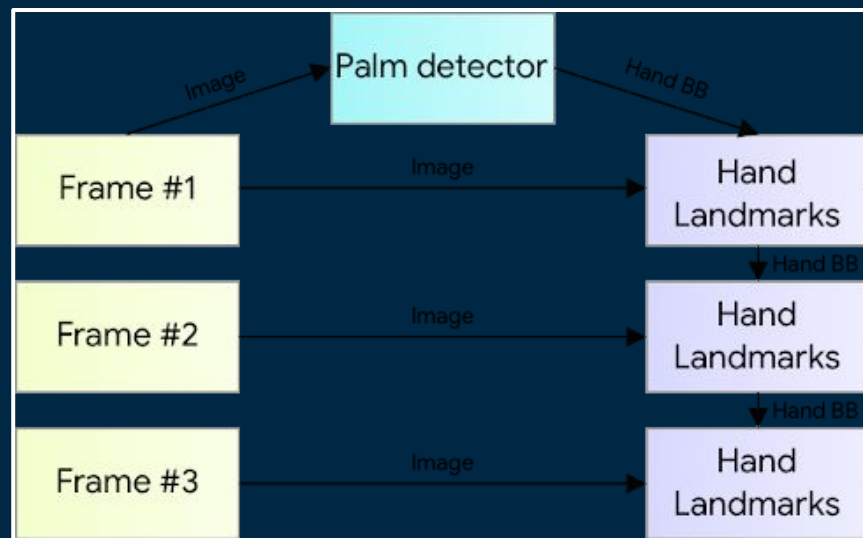 Palm detector
Image
Hand BB
Frame #1
Image
Hand
Landmarks
Hand BB
Frame #2
Image
Hand
Landmarks
Hand BB
Frame #3
Image
Hand
Landmarks